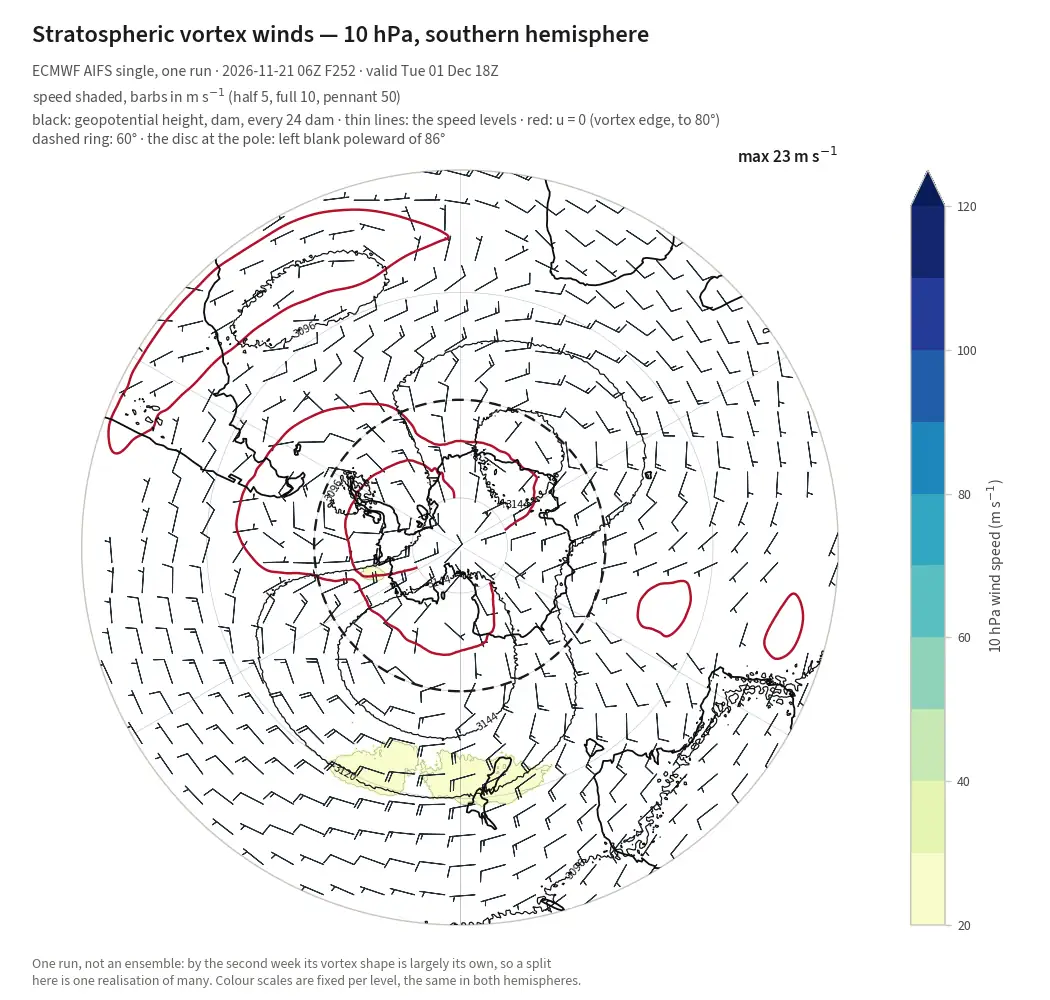 Stratospheric vortex winds — 10 hPa, southern hemisphere
ECMWF AIFS single, one run · 2026-11-21 06Z F252 · valid Tue 01 Dec 18Z
speed shaded, barbs in m s⁻¹ (half 5, full 10, pennant 50)
black: geopotential height, dam, every 24 dam · thin lines: the speed levels · red: u = 0 (vortex edge, to 80°)
dashed ring: 60° · the disc at the pole: left blank poleward of 86°
max 23 m s⁻¹
120
100
80
60
40
20
10 hPa wind speed (m s⁻¹)
3096
3096
3144
3144
3120
3096
One run, not an ensemble: by the second week its vortex shape is largely its own, so a split
here is one realisation of many. Colour scales are fixed per level, the same in both hemispheres.